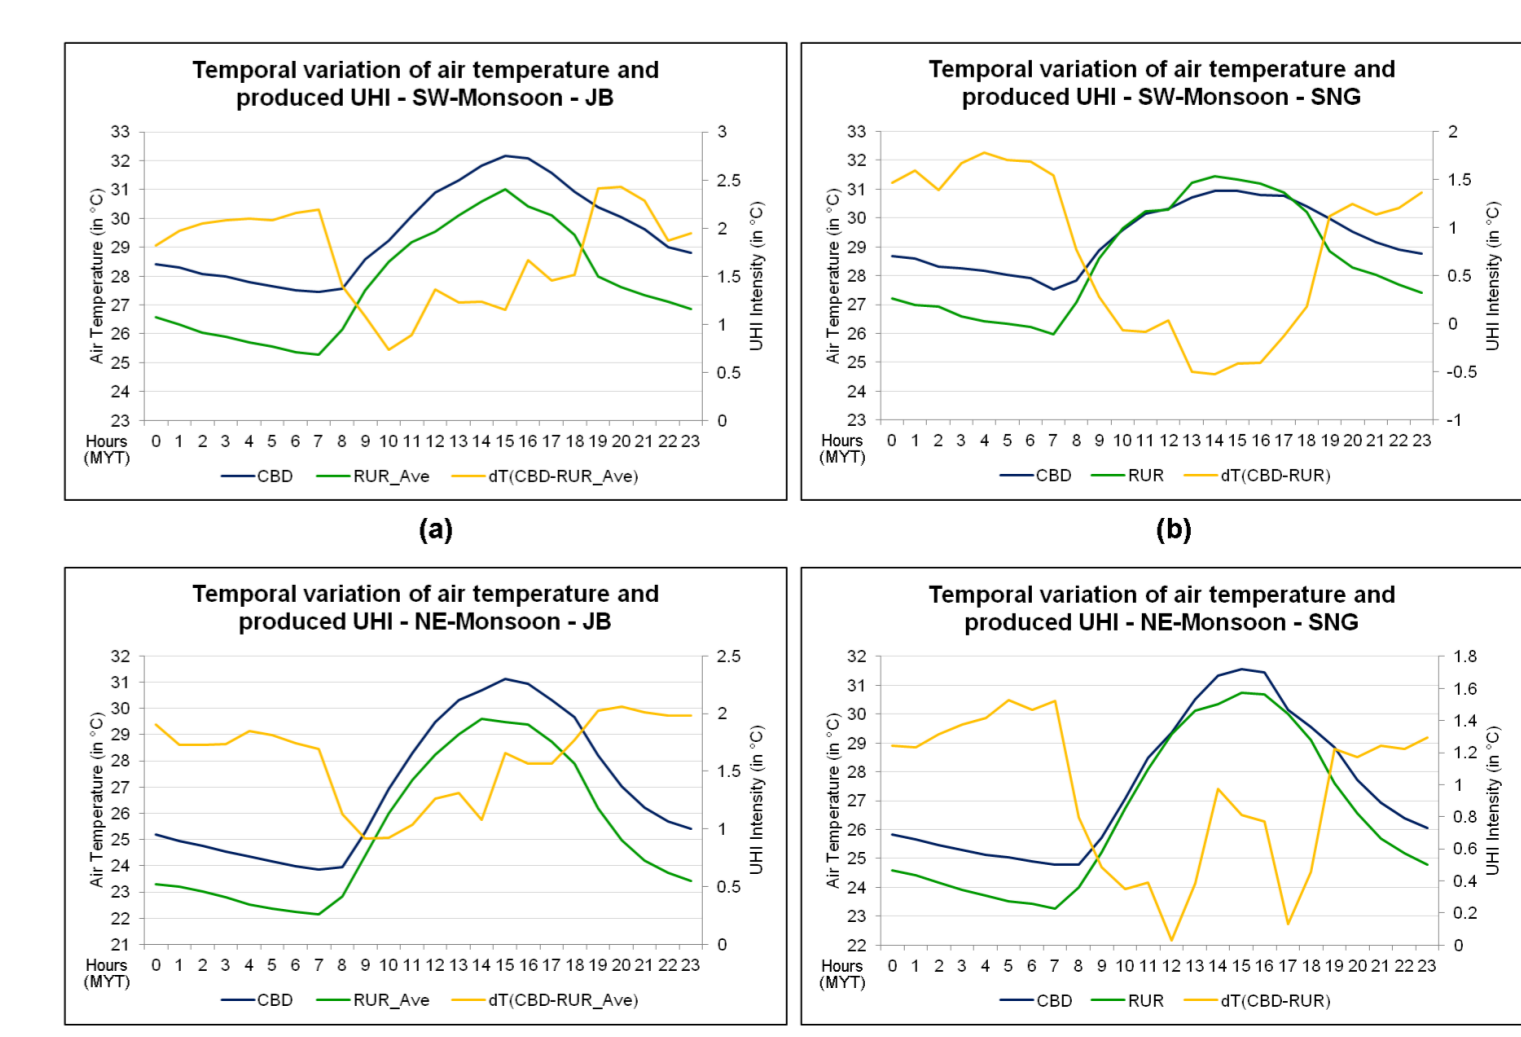 Temporal variation of air temperature and
produced UHI - SW-Monsoon - JB
33
32
31
30
29
28
27
26
25
24
23
Air Temperature (in °C)
3
2.5
2
1.5
1
0.5
0
UHI Intensity (in °C)
Hours
(MYT)
0 1 2 3 4 5 6 7 8 9 10 11 12 13 14 15 16 17 18 19 20 21 22 23
CBD RUR_Ave dT(CBD-RUR_Ave)
(a)
Temporal variation of air temperature and
produced UHI - SW-Monsoon - SNG
33
32
31
30
29
28
27
26
25
24
23
Air Temperature (in °C)
2
1.5
1
0.5
0
-0.5
-1
UHI Intensity (in °C)
Hours
(MYT)
0 1 2 3 4 5 6 7 8 9 10 11 12 13 14 15 16 17 18 19 20 21 22 23
CBD RUR dT(CBD-RUR)
(b)
Temporal variation of air temperature and
produced UHI - NE-Monsoon - JB
32
31
30
29
28
27
26
25
24
23
22
21
Air Temperature (in °C)
2.5
2
1.5
1
0.5
0
UHI Intensity (in °C)
Hours
(MYT)
0 1 2 3 4 5 6 7 8 9 10 11 12 13 14 15 16 17 18 19 20 21 22 23
CBD RUR_Ave dT(CBD-RUR_Ave)
Temporal variation of air temperature and
produced UHI - NE-Monsoon - SNG
32
31
30
29
28
27
26
25
24
23
22
Air Temperature (in °C)
1.8
1.6
1.4
1.2
1
0.8
0.6
0.4
0.2
0
UHI Intensity (in °C)
Hours
(MYT)
0 1 2 3 4 5 6 7 8 9 10 11 12 13 14 15 16 17 18 19 20 21 22 23
CBD RUR dT(CBD-RUR)